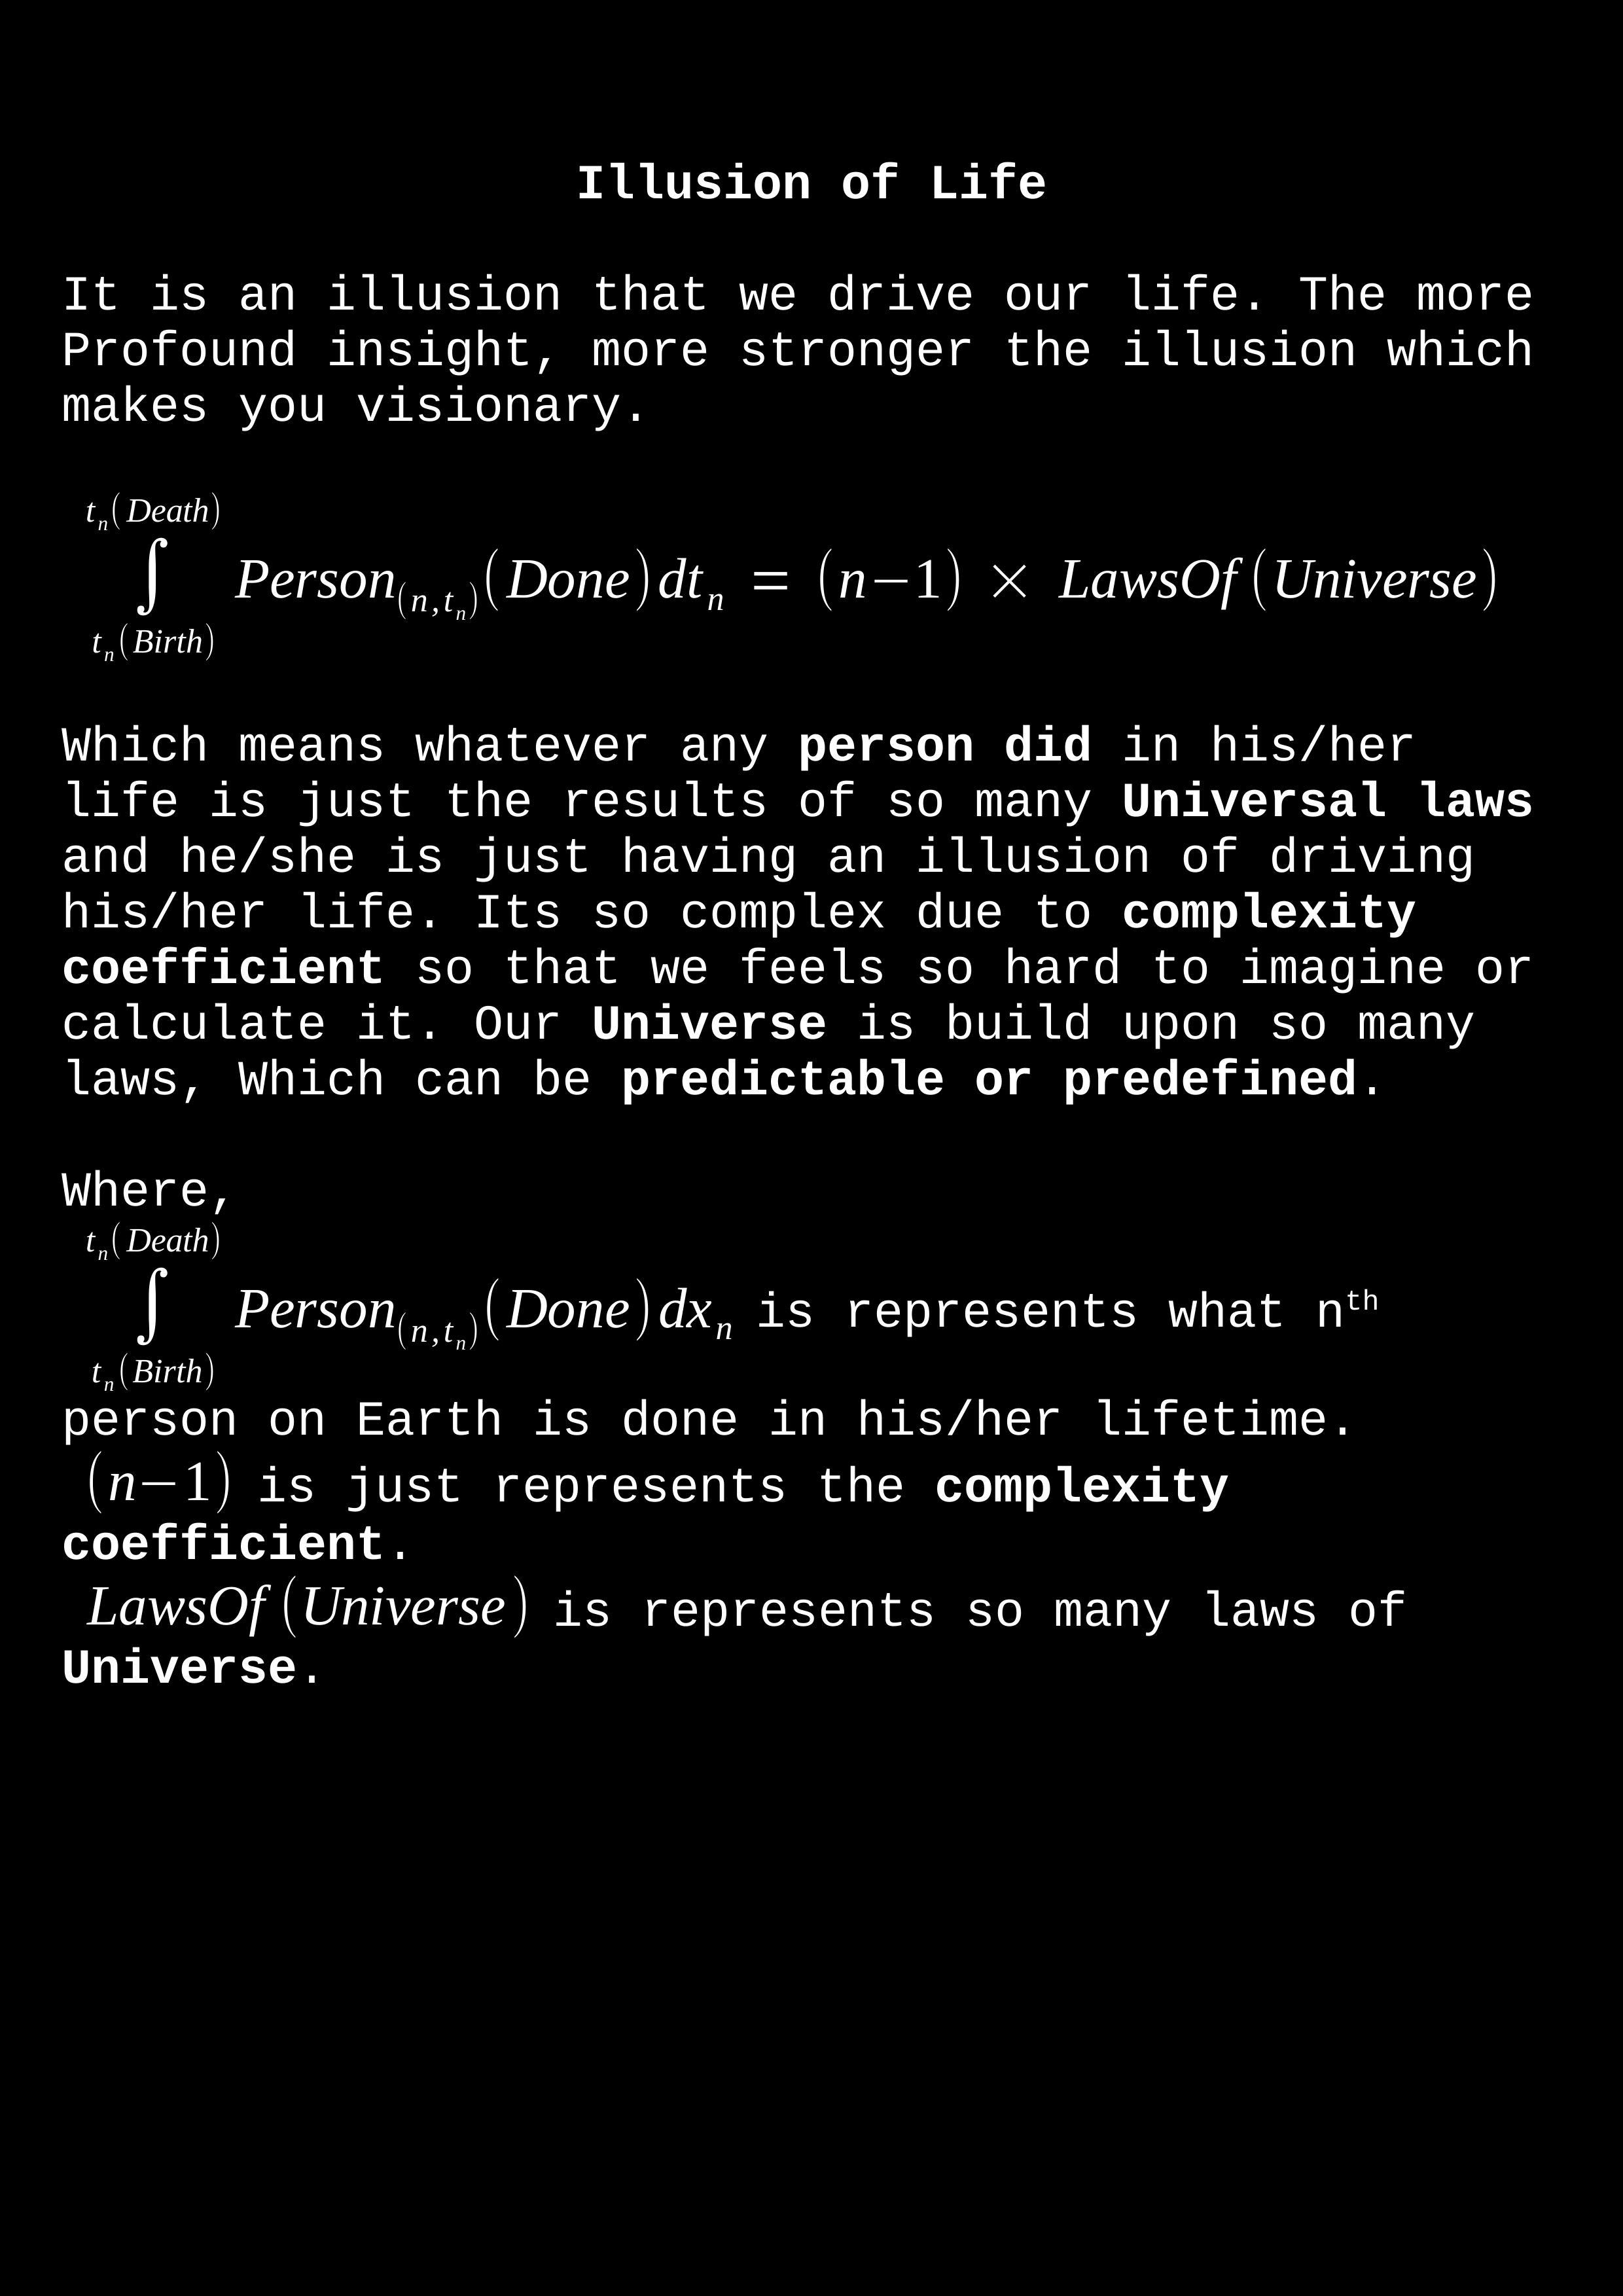 Illusion of Life
It is an illusion that we drive our life. The more
Profound insight, more stronger the illusion which
makes you visionary.
∫_{t_n(Birth)}^{t_n(Death)} Person_{(n,t_n)}(Done) dt_n = (n−1) × LawsOf(Universe)
Which means whatever any person did in his/her
life is just the results of so many Universal laws
and he/she is just having an illusion of driving
his/her life. Its so complex due to complexity
coefficient so that we feels so hard to imagine or
calculate it. Our Universe is build upon so many
laws, Which can be predictable or predefined.
Where,
∫_{t_n(Birth)}^{t_n(Death)} Person_{(n,t_n)}(Done) dx_n is represents what n^th
person on Earth is done in his/her lifetime.
(n−1) is just represents the complexity
coefficient.
LawsOf(Universe) is represents so many laws of
Universe.